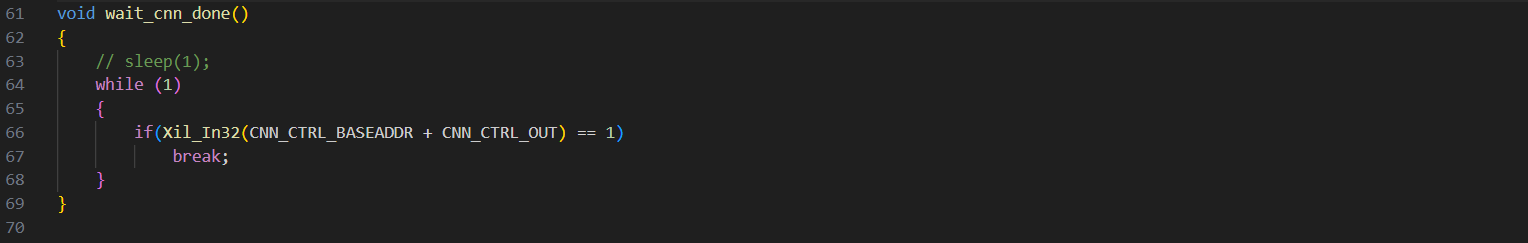 61 void wait_cnn_done()
62 {
63     // sleep(1);
64     while (1)
65     {
66         if(Xil_In32(CNN_CTRL_BASEADDR + CNN_CTRL_OUT) == 1)
67             break;
68     }
69 }
70